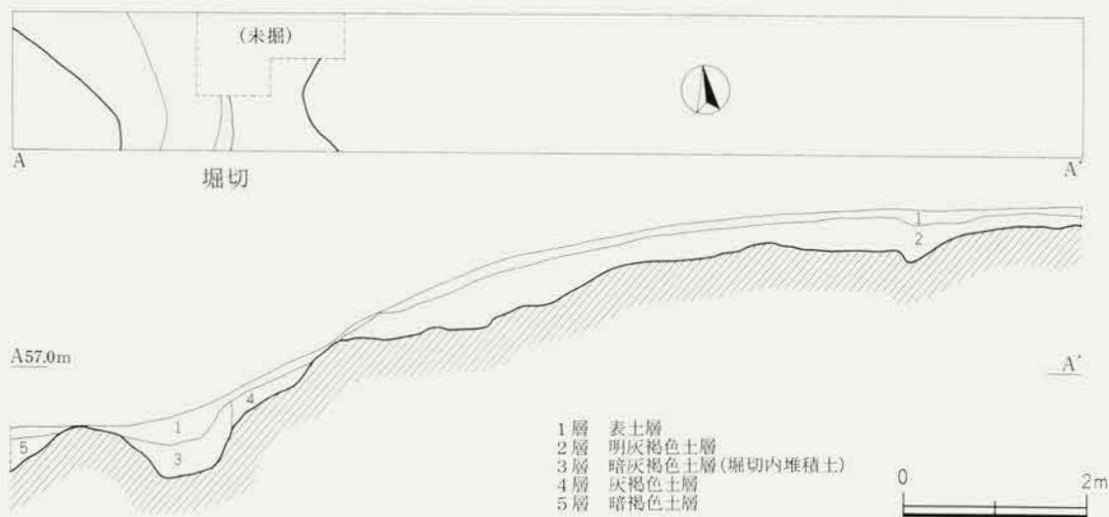 (未掘)
A
A'
堀切
1
2
A57.0m
A'
4
1
5
3
1層 表土層
2層 明灰褐色土層
3層 暗灰褐色土層(堀切内堆積土)
4層 灰褐色土層
5層 暗褐色土層
0
2m